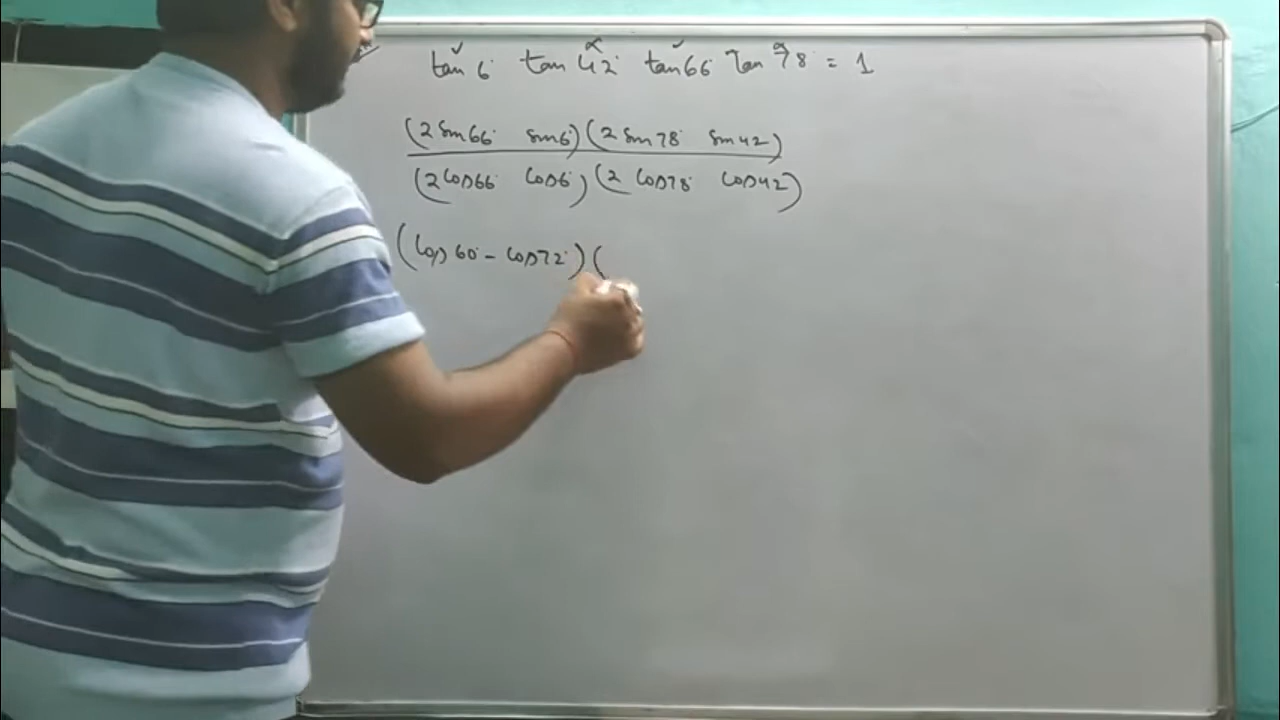 tan 6° tan 42° tan 66° Tan 78° = 1
(2 Sin 66° sin 6°) (2 Sin 78° sin 42)
(2 Cos 66° Cos 6°) (2 Cos 78° Cos 42)
(Cos 60° - Cos 72°) (